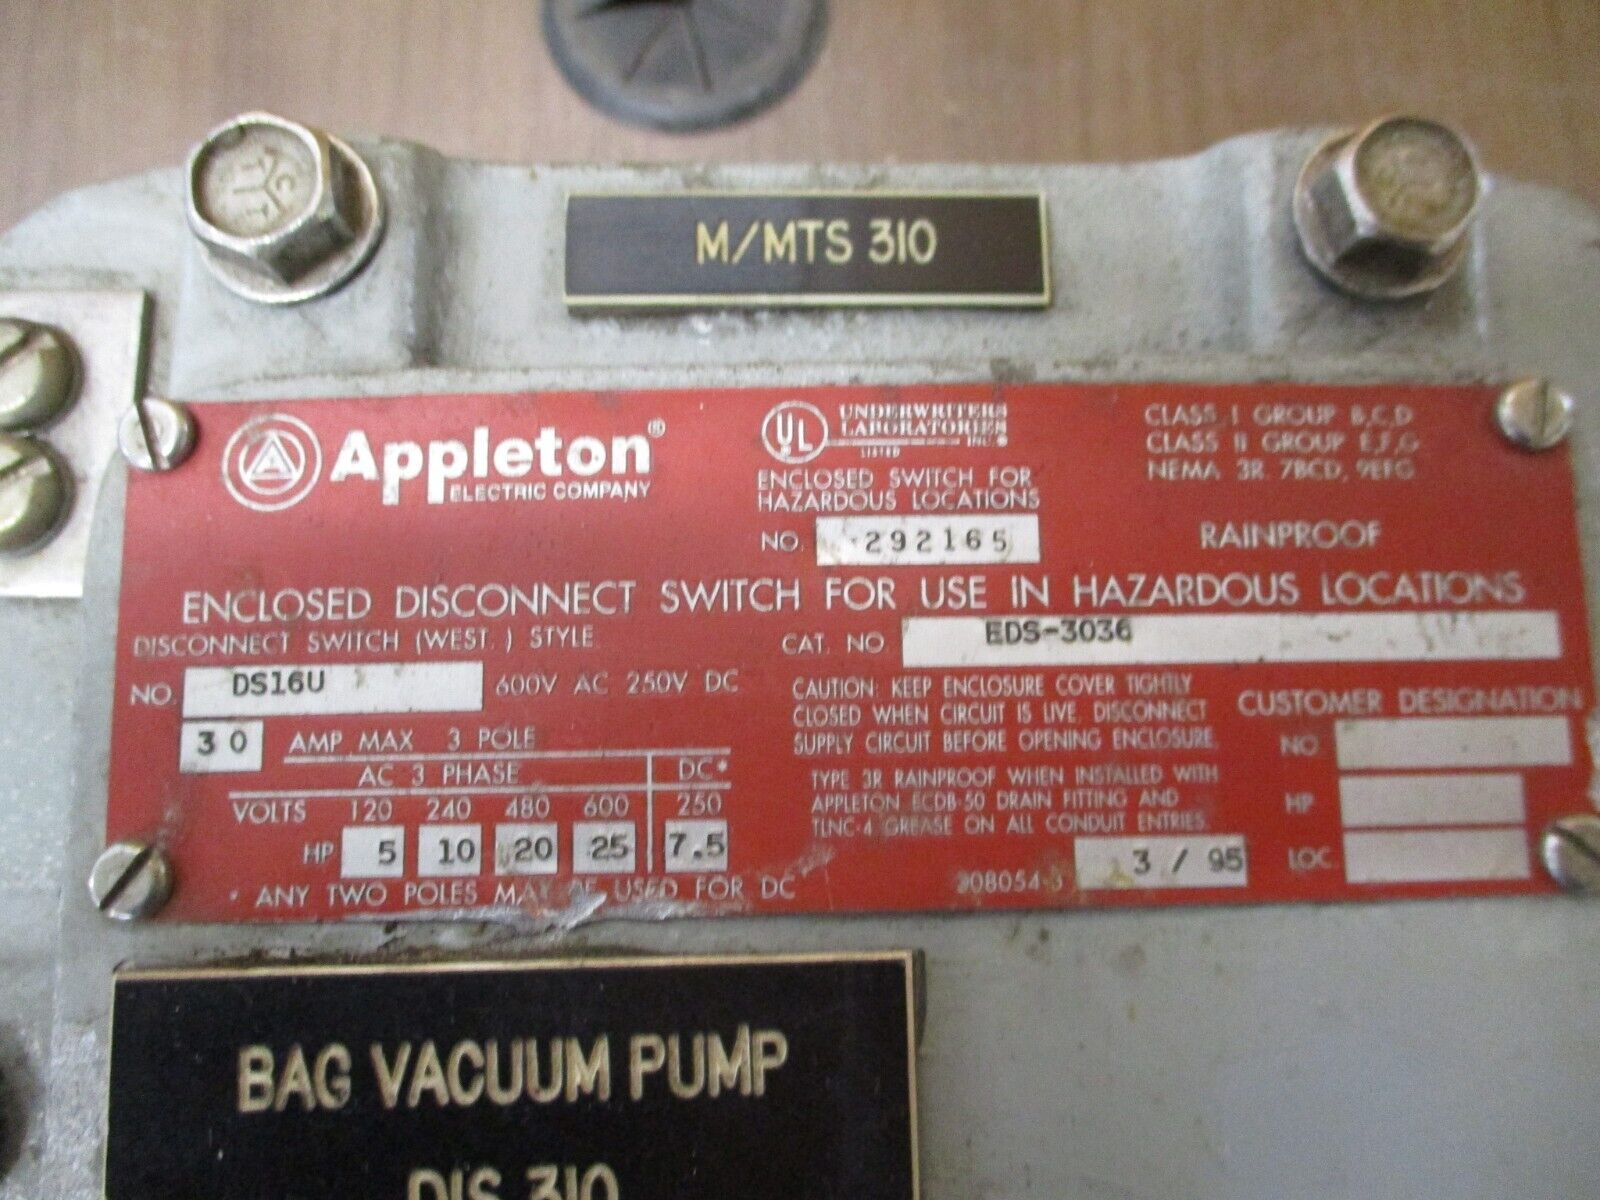 M/MTS 310
Appleton®
ELECTRIC COMPANY
UL
UNDERWRITERS
LABORATORIES
INC.®
LISTED
ENCLOSED SWITCH FOR
HAZARDOUS LOCATIONS
NO. 292165
CLASS I GROUP B,C,D
CLASS II GROUP E,F,G
NEMA 3R 7BCD, 9EFG
RAINPROOF
ENCLOSED DISCONNECT SWITCH FOR USE IN HAZARDOUS LOCATIONS
DISCONNECT SWITCH (WEST.) STYLE
NO. DS16U 600V AC 250V DC
CAT. NO EDS-3036
30 AMP MAX 3 POLE
AC 3 PHASE DC*
VOLTS 120 240 480 600 250
HP 5 10 20 25 7.5
* ANY TWO POLES MAY BE USED FOR DC
CAUTION: KEEP ENCLOSURE COVER TIGHTLY
CLOSED WHEN CIRCUIT IS LIVE. DISCONNECT
SUPPLY CIRCUIT BEFORE OPENING ENCLOSURE.
TYPE 3R RAINPROOF WHEN INSTALLED WITH
APPLETON ECDB-50 DRAIN FITTING AND
TLNC-4 GREASE ON ALL CONDUIT ENTRIES.
3 / 95
CUSTOMER DESIGNATION
NO
HP
LOC.
BAG VACUUM PUMP
DIS 310